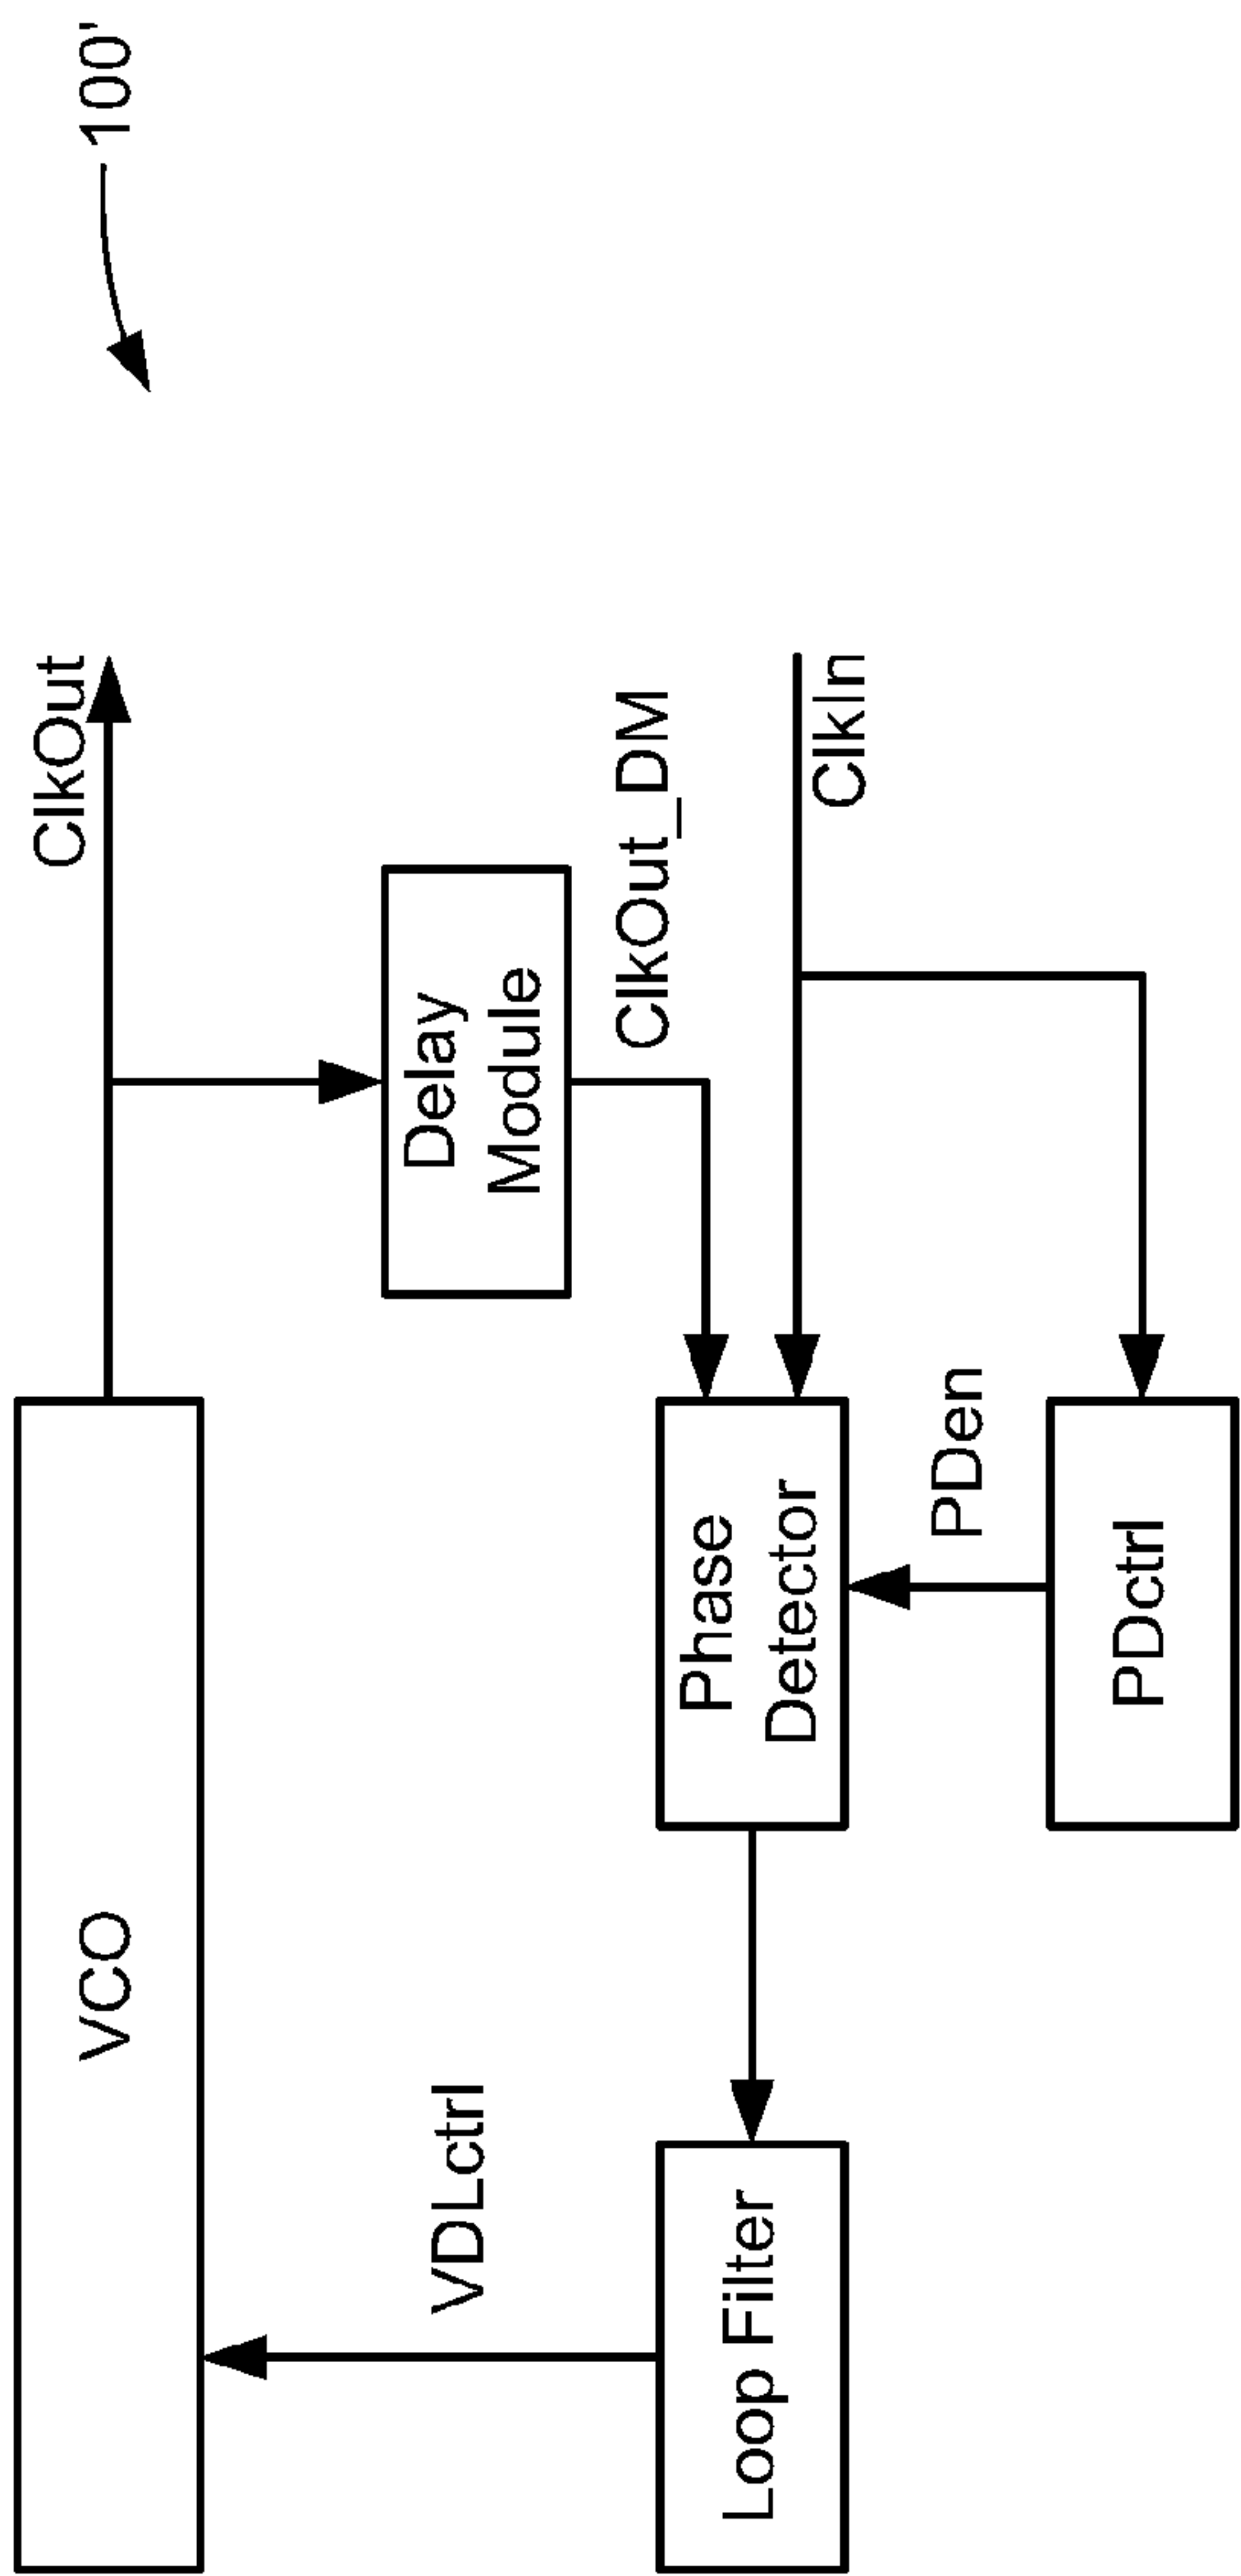 100'
VCO
ClkOut
Delay
Module
VDLctrl
ClkOut_DM
Loop Filter
Phase
Detector
ClkIn
PDen
PDctrl